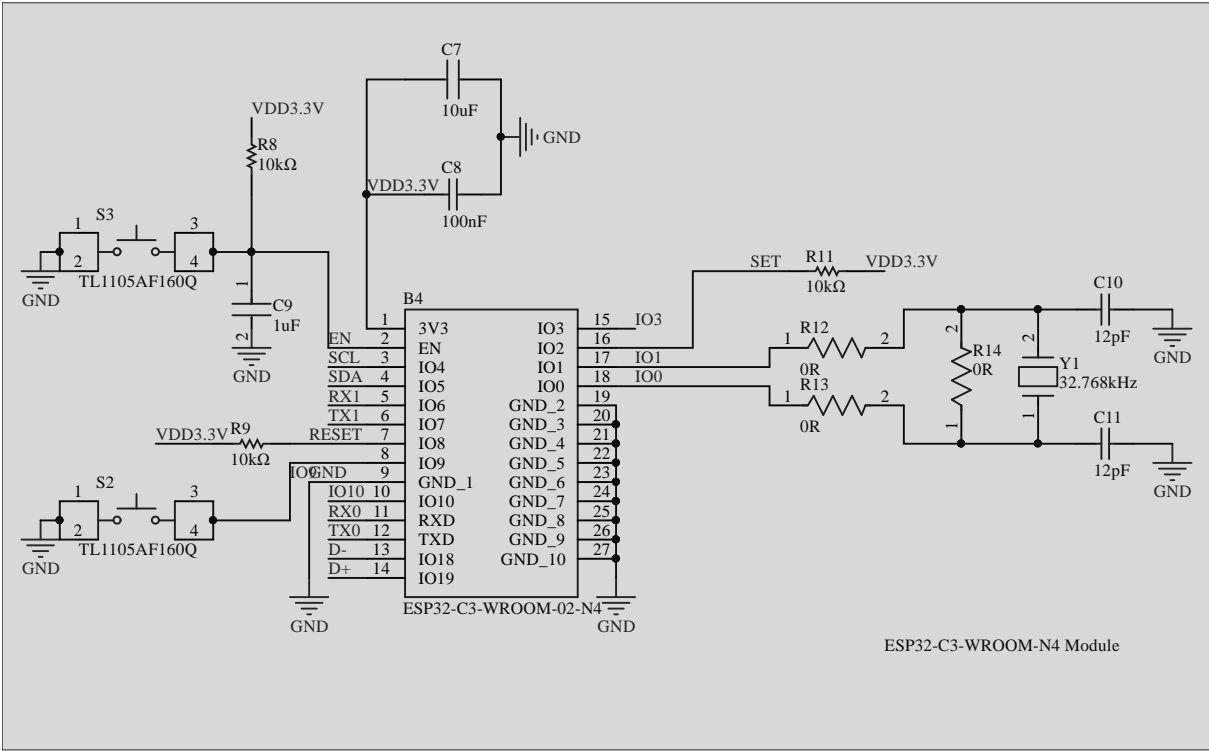 C7
10uF
GND
VDD3.3V
R8
10kΩ
VDD3.3V
C8
100nF
S3
1
2
3
4
TL1105AF160Q
GND
1
C9
1uF
2
GND
SET
R11
10kΩ
VDD3.3V
B4
1 3V3
EN 2 EN
SCL 3 IO4
SDA 4 IO5
RX1 5 IO6
TX1 6 IO7
VDD3.3V R9 10kΩ RESET 7 IO8
8 IO9
IO9
GND 9 GND_1
IO10 10 IO10
RX0 11 RXD
TX0 12 TXD
D- 13 IO18
D+ 14 IO19
IO3 15 IO3
IO2 16
IO1 17 IO1
IO0 18 IO0
GND_2 19
GND_3 20
GND_4 21
GND_5 22
GND_6 23
GND_7 24
GND_8 25
GND_9 26
GND_10 27
ESP32-C3-WROOM-02-N4
GND
GND
S2
1
2
3
4
TL1105AF160Q
GND
R12
1 2
0R
R13
1 2
0R
2
R14
0R
1
2
Y1
32.768kHz
1
C10
12pF
GND
C11
12pF
GND
ESP32-C3-WROOM-N4 Module